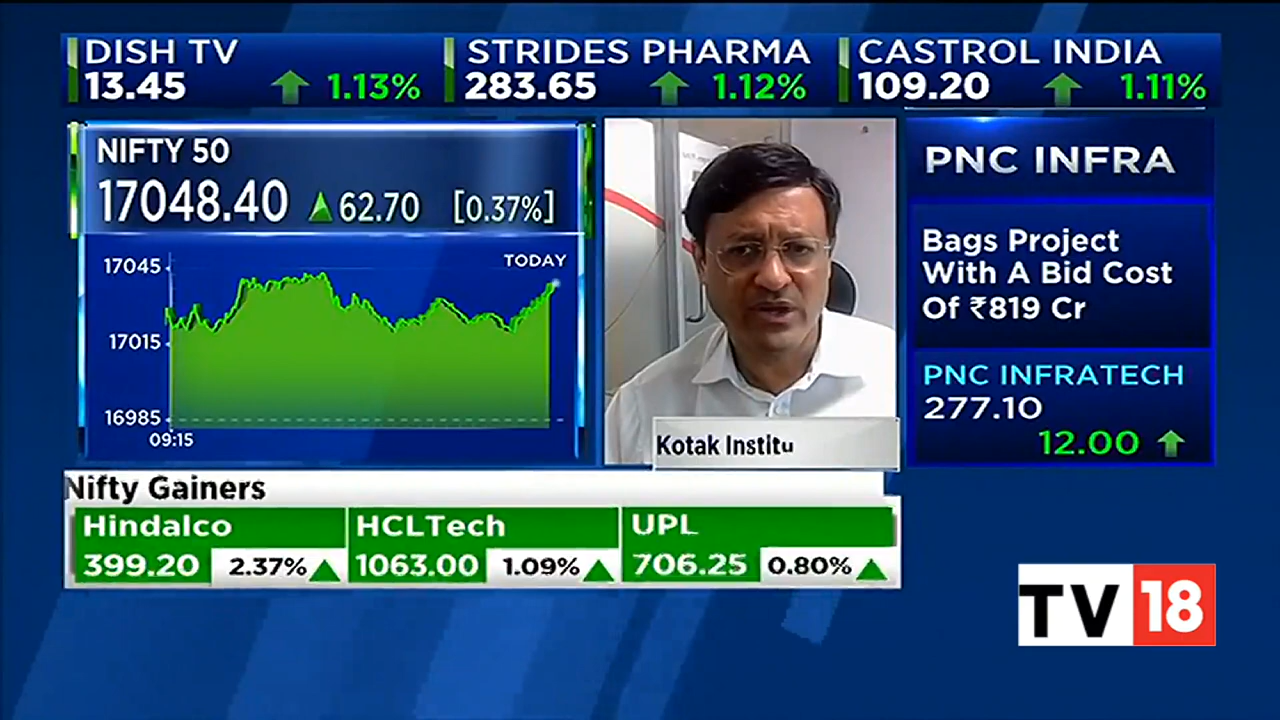 DISH TV
13.45 1.13%
STRIDES PHARMA
283.65 1.12%
CASTROL INDIA
109.20 1.11%
NIFTY 50
17048.40 62.70 [0.37%]
TODAY
17045
17015
16985
09:15
Kotak Institu
PNC INFRA
Bags Project
With A Bid Cost
Of ₹819 Cr
PNC INFRATECH
277.10
12.00
Nifty Gainers
Hindalco
399.20 2.37%
HCLTech
1063.00 1.09%
UPL
706.25 0.80%
TV 18